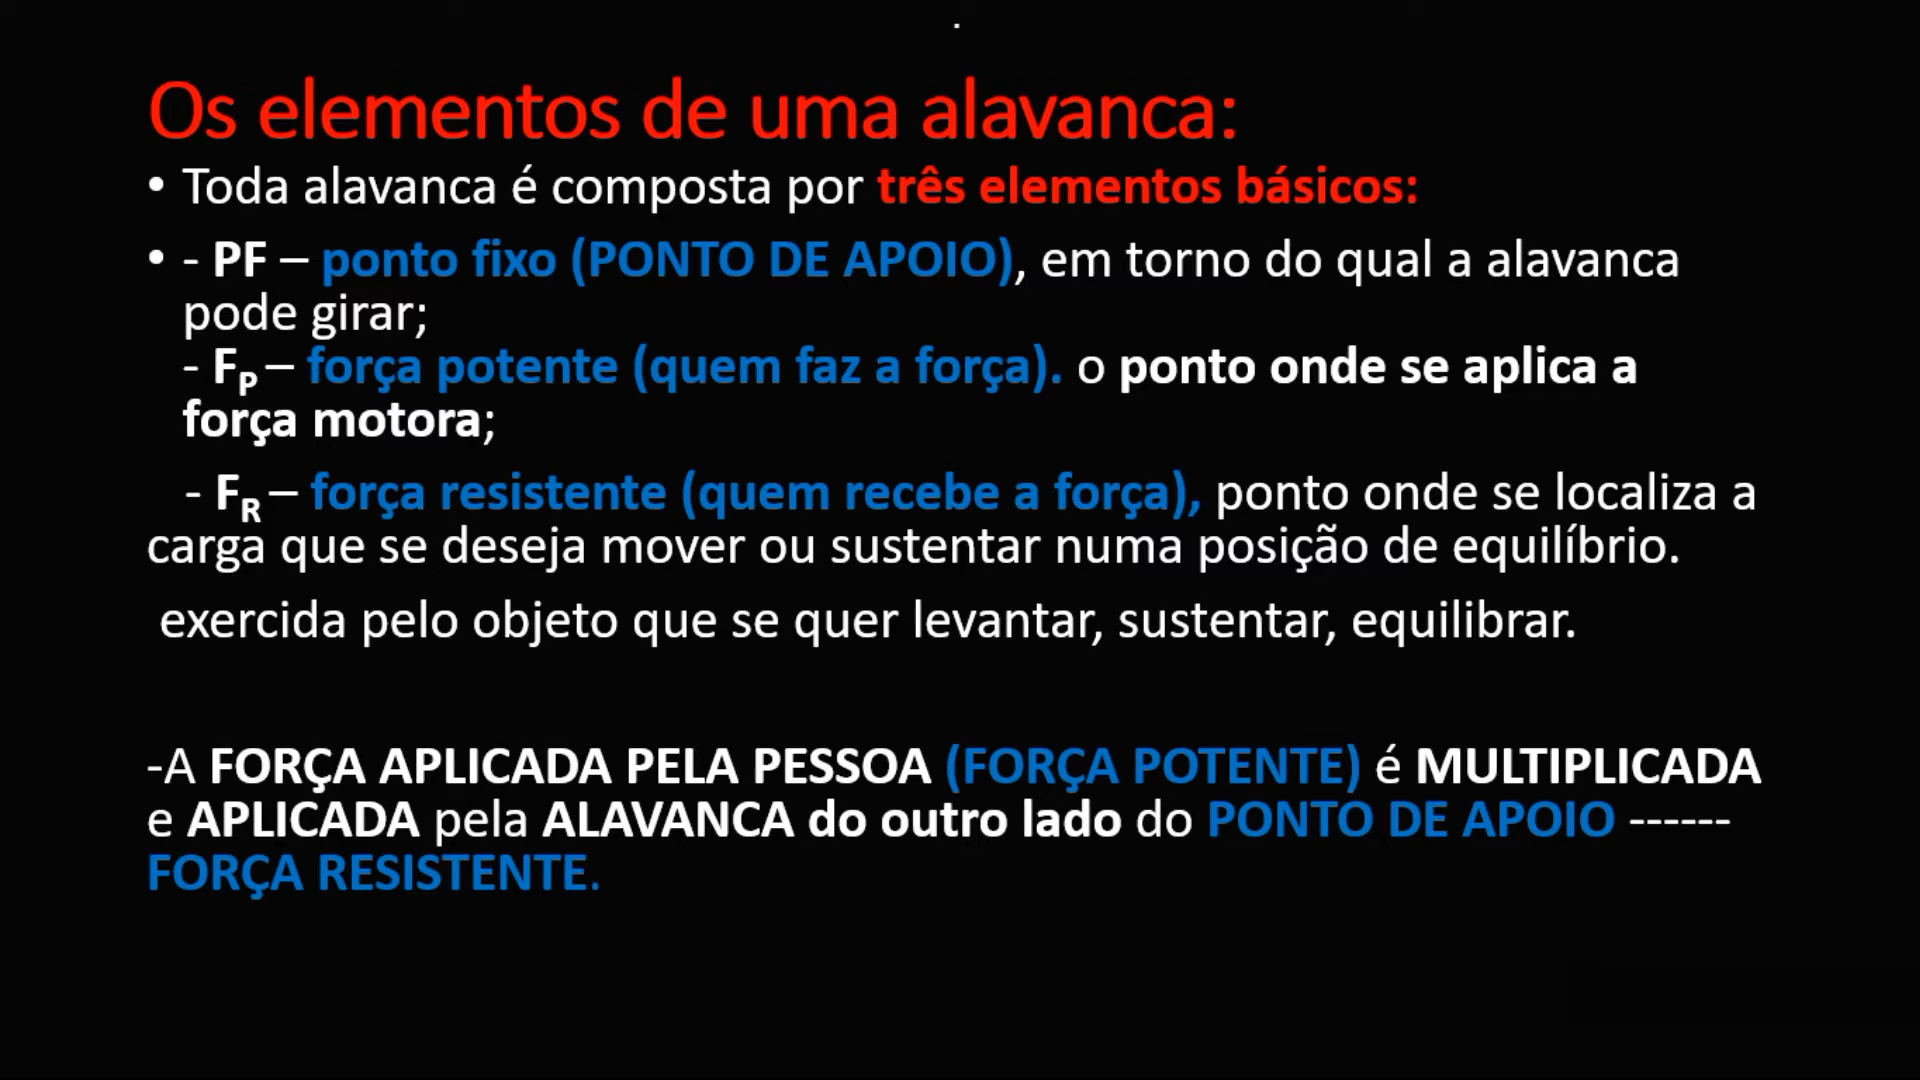 Os elementos de uma alavanca:
• Toda alavanca é composta por três elementos básicos:
• - PF – ponto fixo (PONTO DE APOIO), em torno do qual a alavanca
pode girar;
- FP – força potente (quem faz a força). o ponto onde se aplica a
força motora;
- FR – força resistente (quem recebe a força), ponto onde se localiza a
carga que se deseja mover ou sustentar numa posição de equilíbrio.
exercida pelo objeto que se quer levantar, sustentar, equilibrar.
-A FORÇA APLICADA PELA PESSOA (FORÇA POTENTE) é MULTIPLICADA
e APLICADA pela ALAVANCA do outro lado do PONTO DE APOIO ------
FORÇA RESISTENTE.